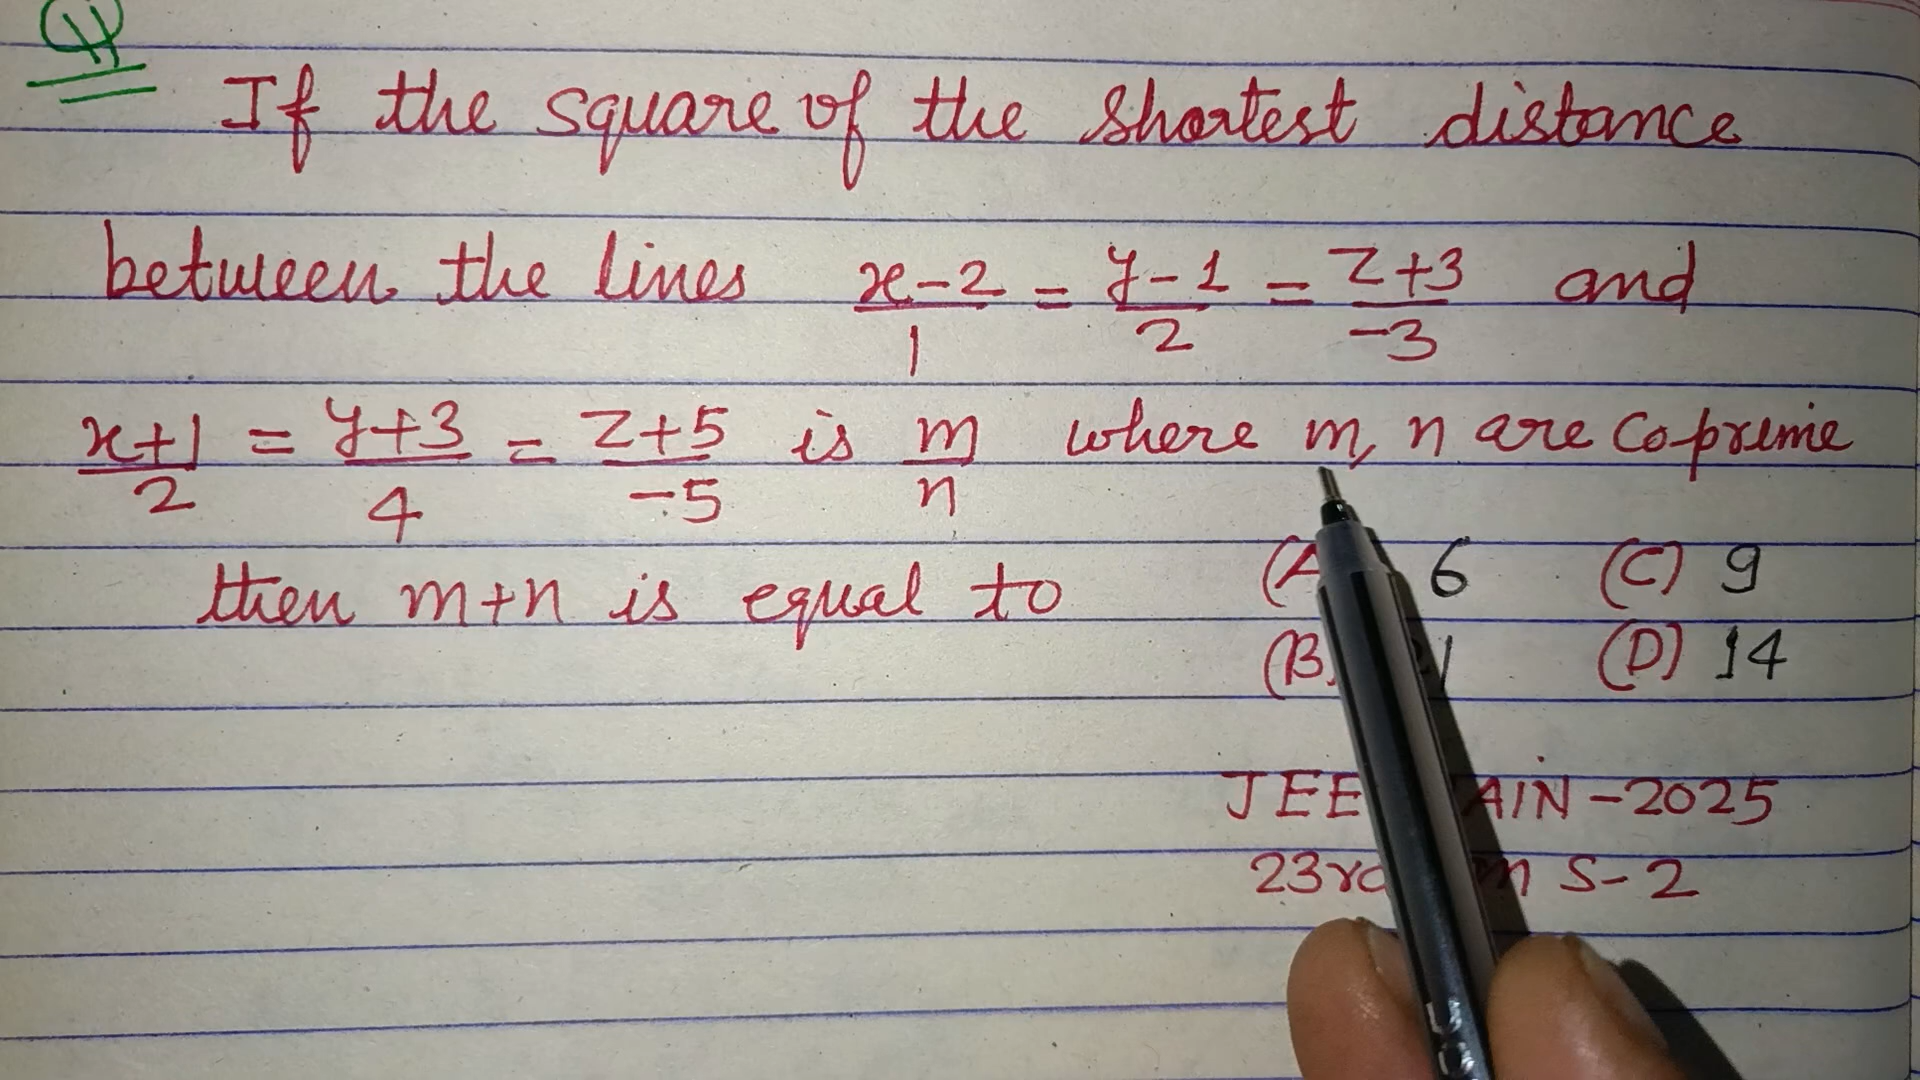 Q
If the square of the shortest distance
between the lines x-2/1 = y-1/2 = z+3/-3 and
x+1/2 = y+3/4 = z+5/-5 is m/n where m, n are Coprime
then m+n is equal to (A 6 (C) 9
(B) (D) 14
JEE AIN-2025
S-2